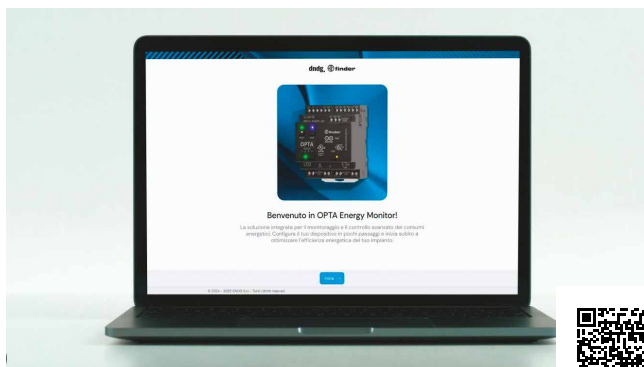 dndg, finder
finder
OPTA
Benvenuto in OPTA Energy Monitor!
La soluzione integrata per il monitoraggio e il controllo avanzato dei consumi
energetici. Configura il tuo dispositivo in pochi passaggi e inizia subito a
ottimizzare l'efficienza energetica del tuo impianto.
Inizia